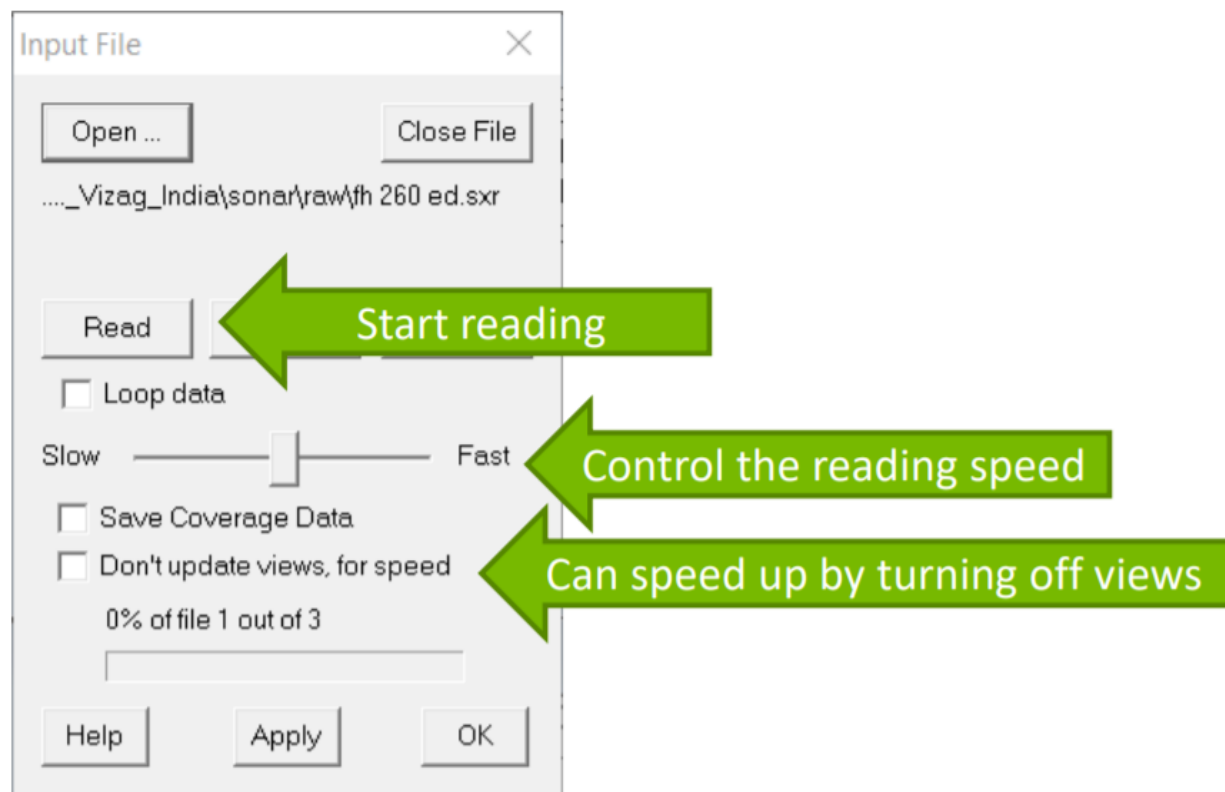 Input File
Open ... Close File
...._Vizag_India\sonar\raw\fh 260 ed.sxr
Read Start reading
Loop data
Slow Fast Control the reading speed
Save Coverage Data
Don't update views, for speed Can speed up by turning off views
0% of file 1 out of 3
Help Apply OK